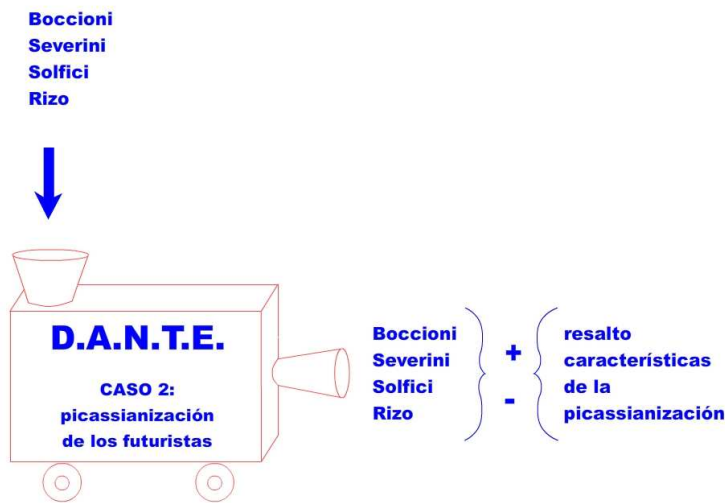 Boccioni
Severini
Solfici
Rizo
D.A.N.T.E.
CASO 2:
picassianización
de los futuristas
Boccioni
Severini
Solfici
Rizo
+
-
resalto
características
de la
picassianización